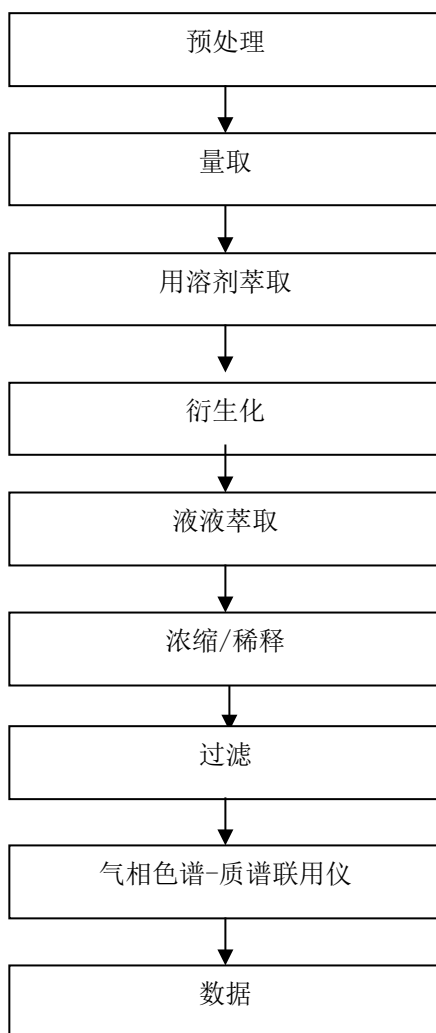 预处理
量取
用溶剂萃取
衍生化
液液萃取
浓缩/稀释
过滤
气相色谱-质谱联用仪
数据